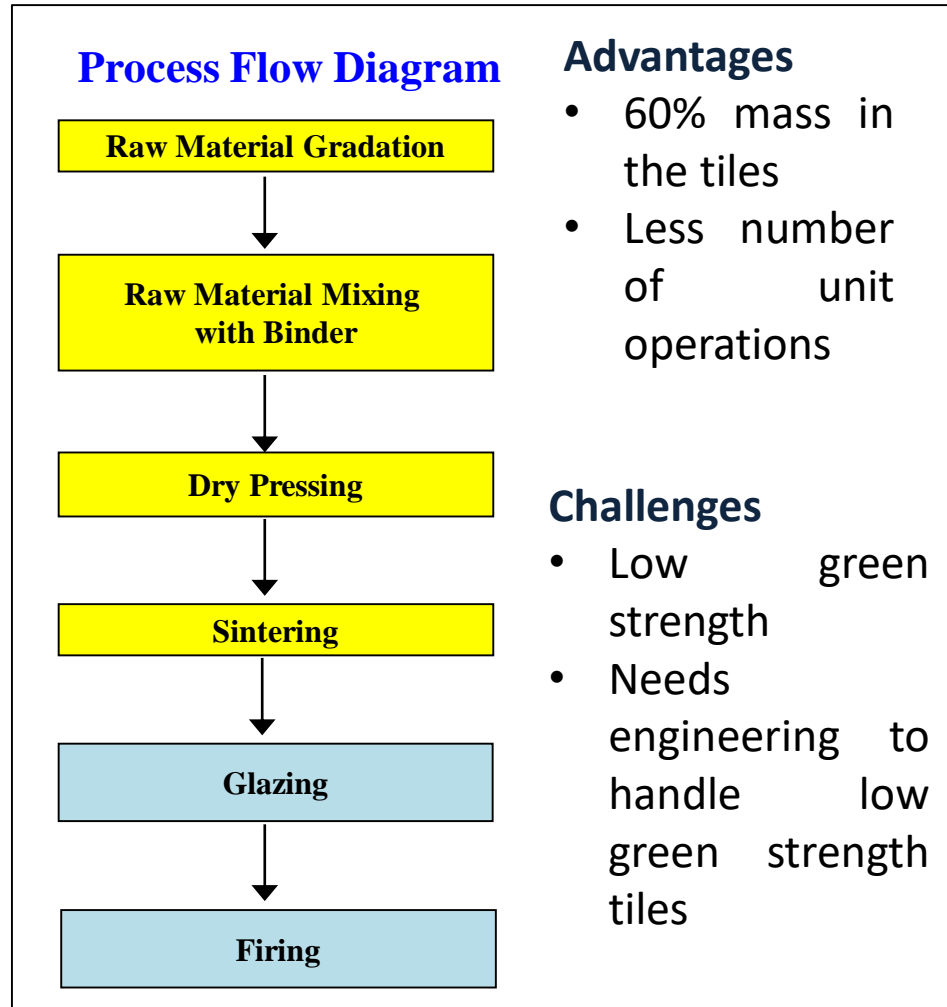 Process Flow Diagram
Raw Material Gradation
Raw Material Mixing
with Binder
Dry Pressing
Sintering
Glazing
Firing
Advantages
• 60% mass in
the tiles
• Less number
of unit
operations
Challenges
• Low green
strength
• Needs
engineering to
handle low
green strength
tiles